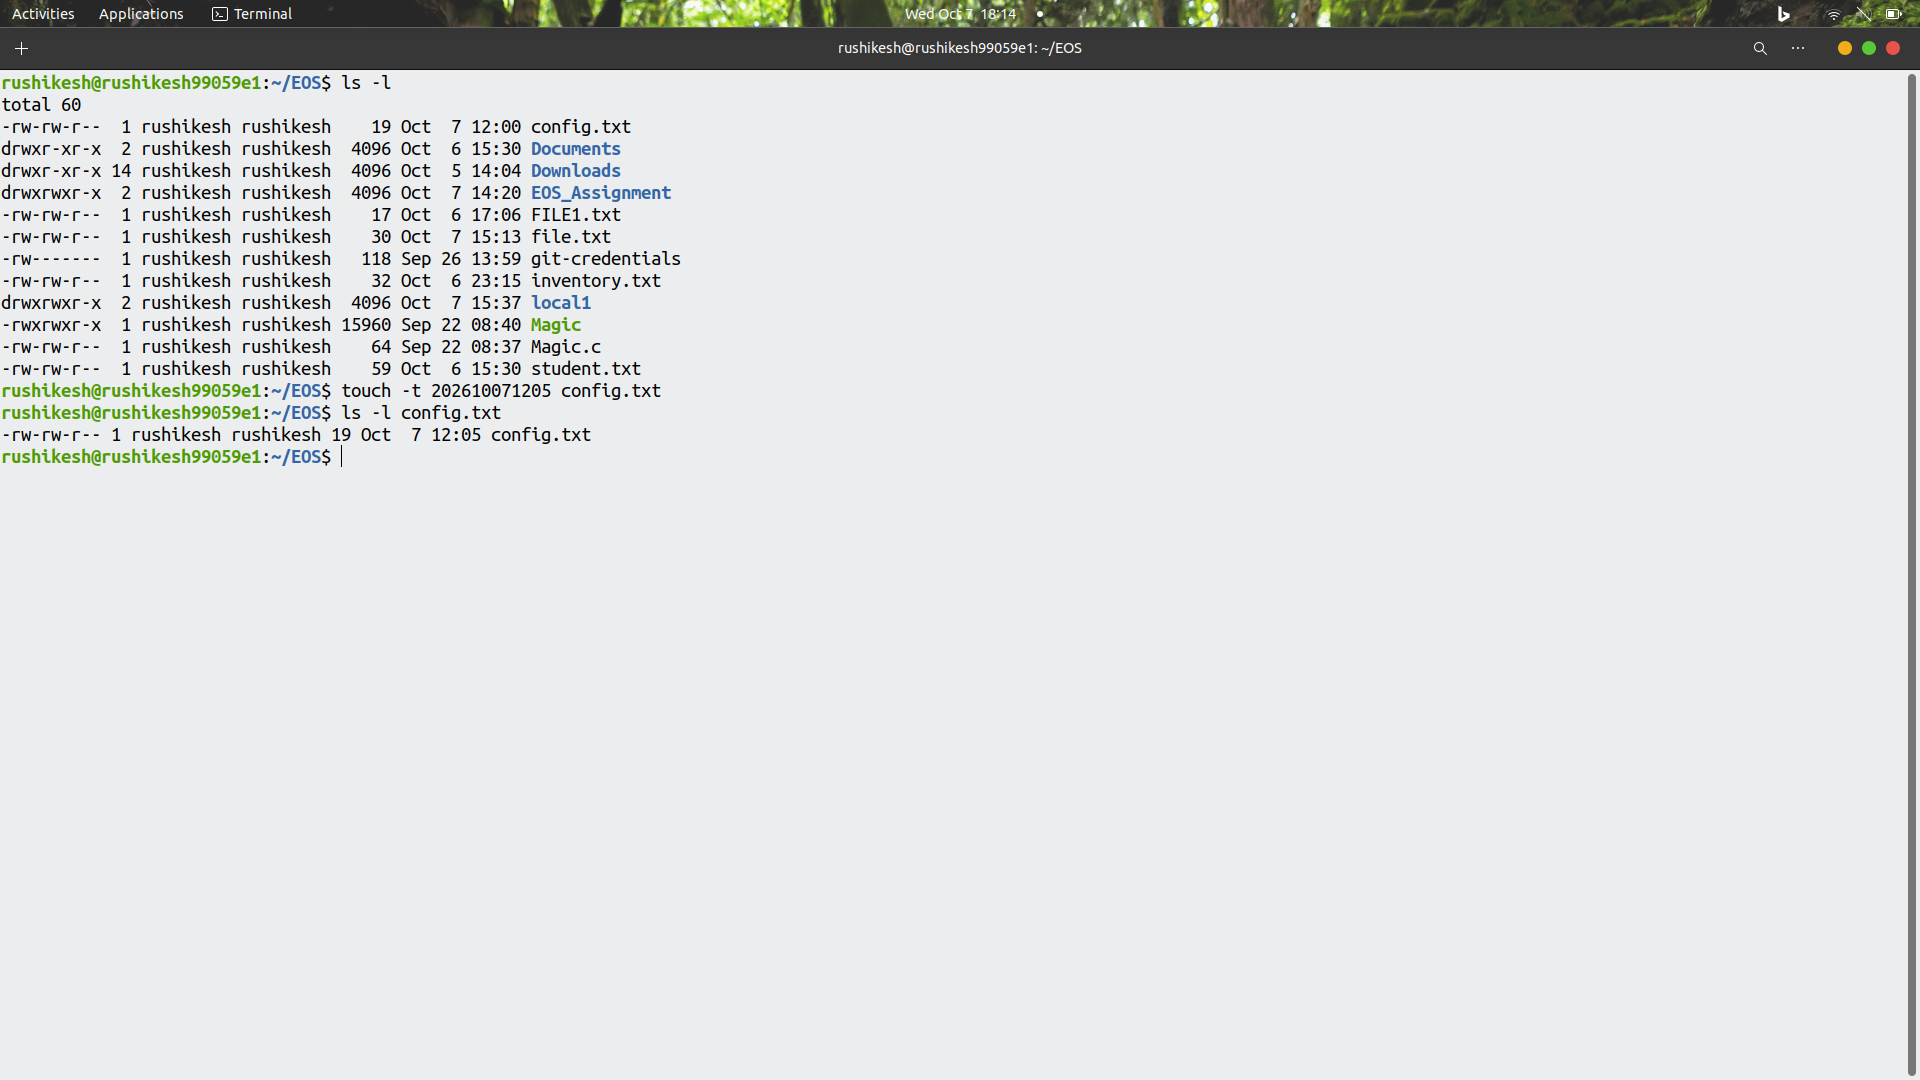 Activities Applications Terminal Wed Oct 7 18:14
rushikesh@rushikesh99059e1: ~/EOS
rushikesh@rushikesh99059e1:~/EOS$ ls -l
total 60
-rw-rw-r--  1 rushikesh rushikesh    19 Oct  7 12:00 config.txt
drwxr-xr-x  2 rushikesh rushikesh  4096 Oct  6 15:30 Documents
drwxr-xr-x 14 rushikesh rushikesh  4096 Oct  5 14:04 Downloads
drwxrwxr-x  2 rushikesh rushikesh  4096 Oct  7 14:20 EOS_Assignment
-rw-rw-r--  1 rushikesh rushikesh    17 Oct  6 17:06 FILE1.txt
-rw-rw-r--  1 rushikesh rushikesh    30 Oct  7 15:13 file.txt
-rw-------  1 rushikesh rushikesh   118 Sep 26 13:59 git-credentials
-rw-rw-r--  1 rushikesh rushikesh    32 Oct  6 23:15 inventory.txt
drwxrwxr-x  2 rushikesh rushikesh  4096 Oct  7 15:37 local1
-rwxrwxr-x  1 rushikesh rushikesh 15960 Sep 22 08:40 Magic
-rw-rw-r--  1 rushikesh rushikesh    64 Sep 22 08:37 Magic.c
-rw-rw-r--  1 rushikesh rushikesh    59 Oct  6 15:30 student.txt
rushikesh@rushikesh99059e1:~/EOS$ touch -t 202610071205 config.txt
rushikesh@rushikesh99059e1:~/EOS$ ls -l config.txt
-rw-rw-r-- 1 rushikesh rushikesh 19 Oct  7 12:05 config.txt
rushikesh@rushikesh99059e1:~/EOS$